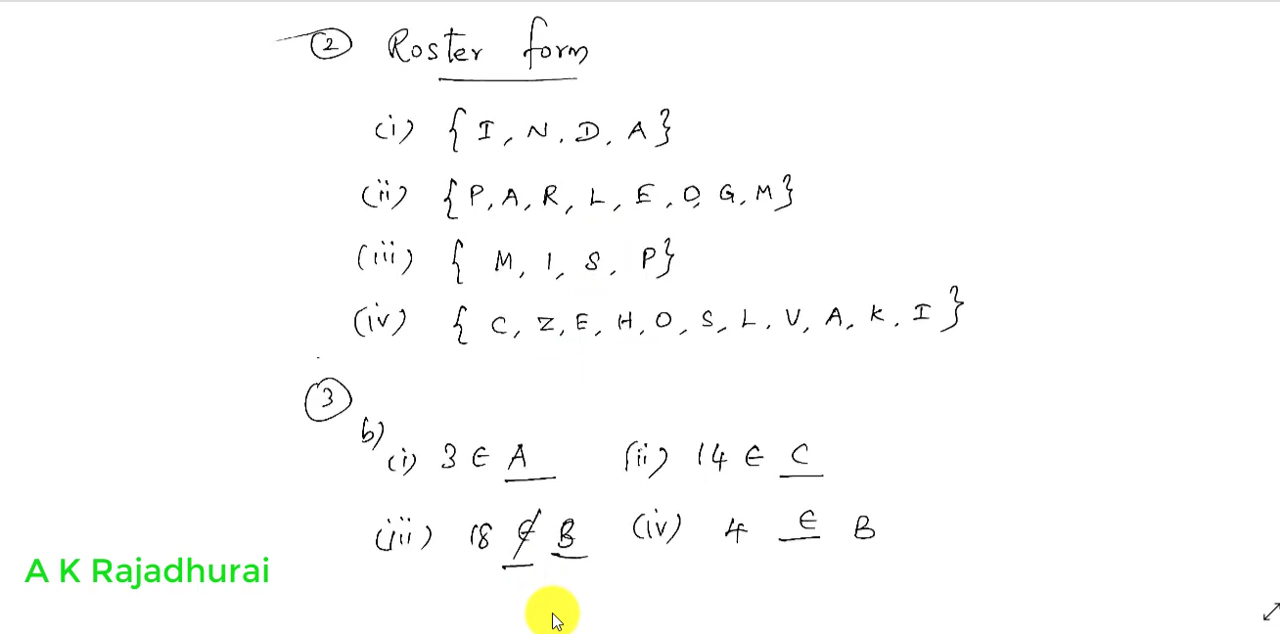 ② Roster form
(i) { I, N, D, A }
(ii) { P, A, R, L, E, O, G, M }
(iii) { M, I, S, P }
(iv) { C, Z, E, H, O, S, L, V, A, K, I }
③
b)
(i) 3 ∈ A (ii) 14 ∈ C
(iii) 18 ∉ B (iv) 4 ∈ B
A K Rajadhurai